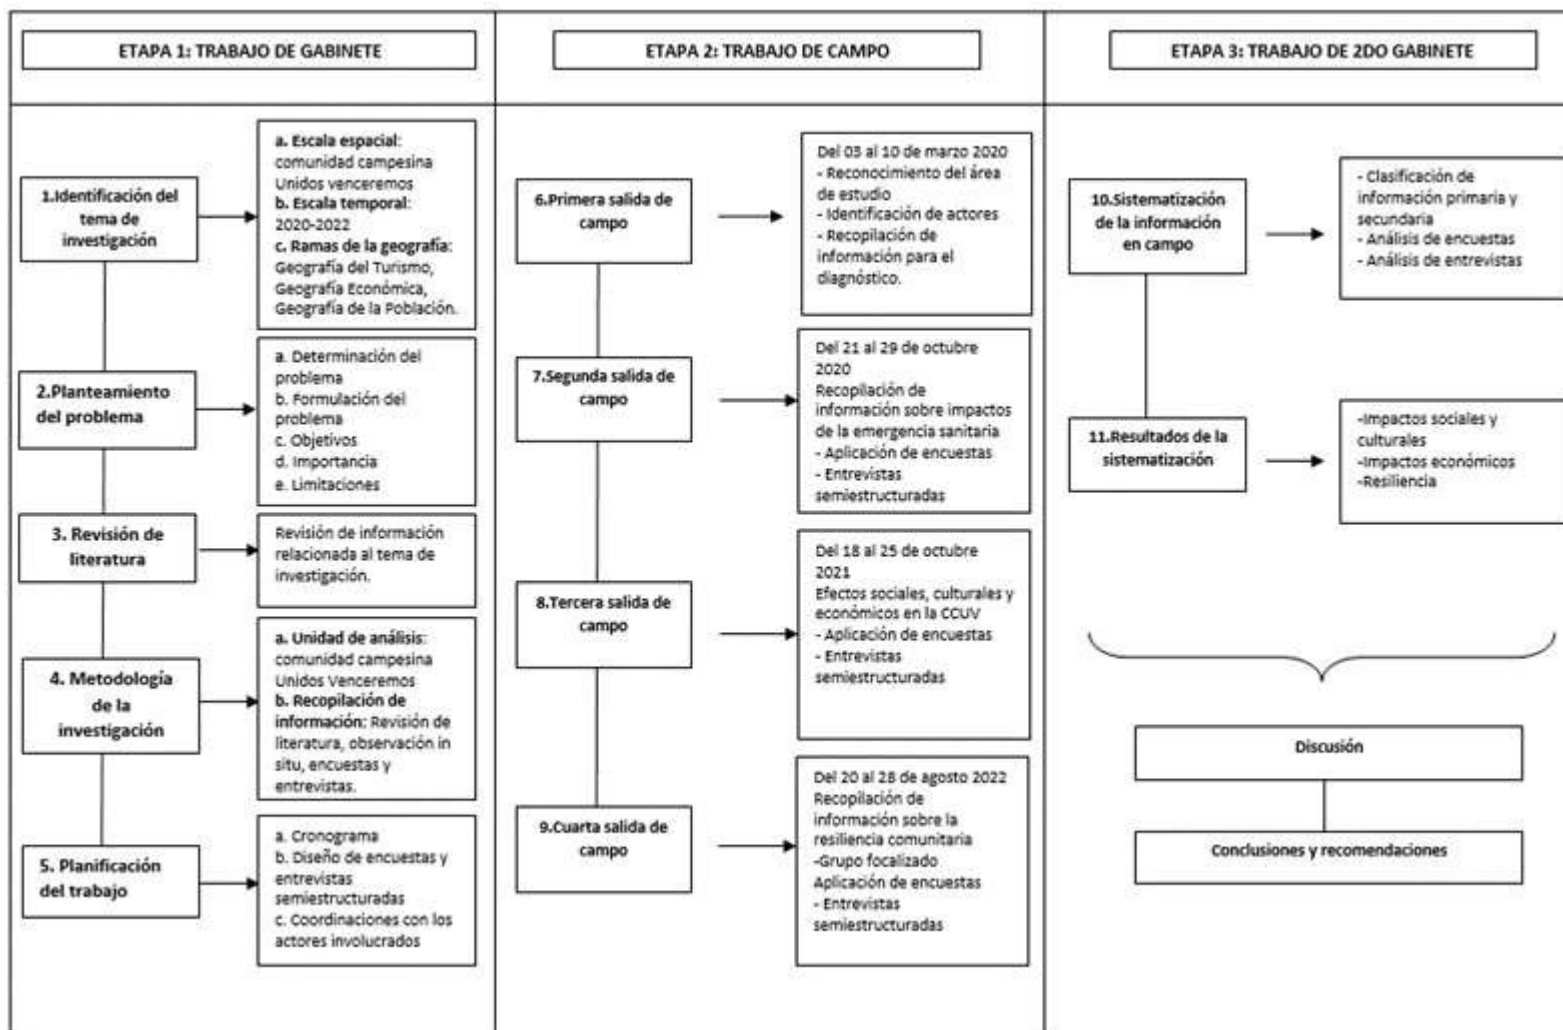 ETAPA 1: TRABAJO DE GABINETE
1.Identificación del
tema de
investigación
a. Escala espacial:
comunidad campesina
Unidos venceremos
b. Escala temporal:
2020-2022
c. Ramas de la geografía:
Geografía del Turismo,
Geografía Económica,
Geografía de la Población.
2.Planteamiento
del problema
a. Determinación del
problema
b. Formulación del
problema
c. Objetivos
d. Importancia
e. Limitaciones
3. Revisión de
literatura
Revisión de información
relacionada al tema de
investigación.
4. Metodología
de la
investigación
a. Unidad de análisis:
comunidad campesina
Unidos Venceremos
b. Recopilación de
información: Revisión de
literatura, observación in
situ, encuestas y
entrevistas.
5. Planificación
del trabajo
a. Cronograma
b. Diseño de encuestas y
entrevistas
semiestructuradas
c. Coordinaciones con los
actores involucrados
ETAPA 2: TRABAJO DE CAMPO
6.Primera salida de
campo
Del 03 al 10 de marzo 2020
- Reconocimiento del área
de estudio
- Identificación de actores
- Recopilación de
información para el
diagnóstico.
7.Segunda salida de
campo
Del 21 al 29 de octubre
2020
Recopilación de
información sobre impactos
de la emergencia sanitaria
- Aplicación de encuestas
- Entrevistas
semiestructuradas
8.Tercera salida de
campo
Del 18 al 25 de octubre
2021
Efectos sociales, culturales y
económicos en la CCUV
- Aplicación de encuestas
- Entrevistas
semiestructuradas
9.Cuarta salida de
campo
Del 20 al 28 de agosto 2022
Recopilación de
información sobre la
resiliencia comunitaria
-Grupo focalizado
Aplicación de encuestas
- Entrevistas
semiestructuradas
ETAPA 3: TRABAJO DE 2DO GABINETE
10.Sistematización
de la información
en campo
- Clasificación de
información primaria y
secundaria
- Análisis de encuestas
- Análisis de entrevistas
11.Resultados de la
sistematización
-Impactos sociales y
culturales
-Impactos económicos
-Resiliencia
Discusión
Conclusiones y recomendaciones